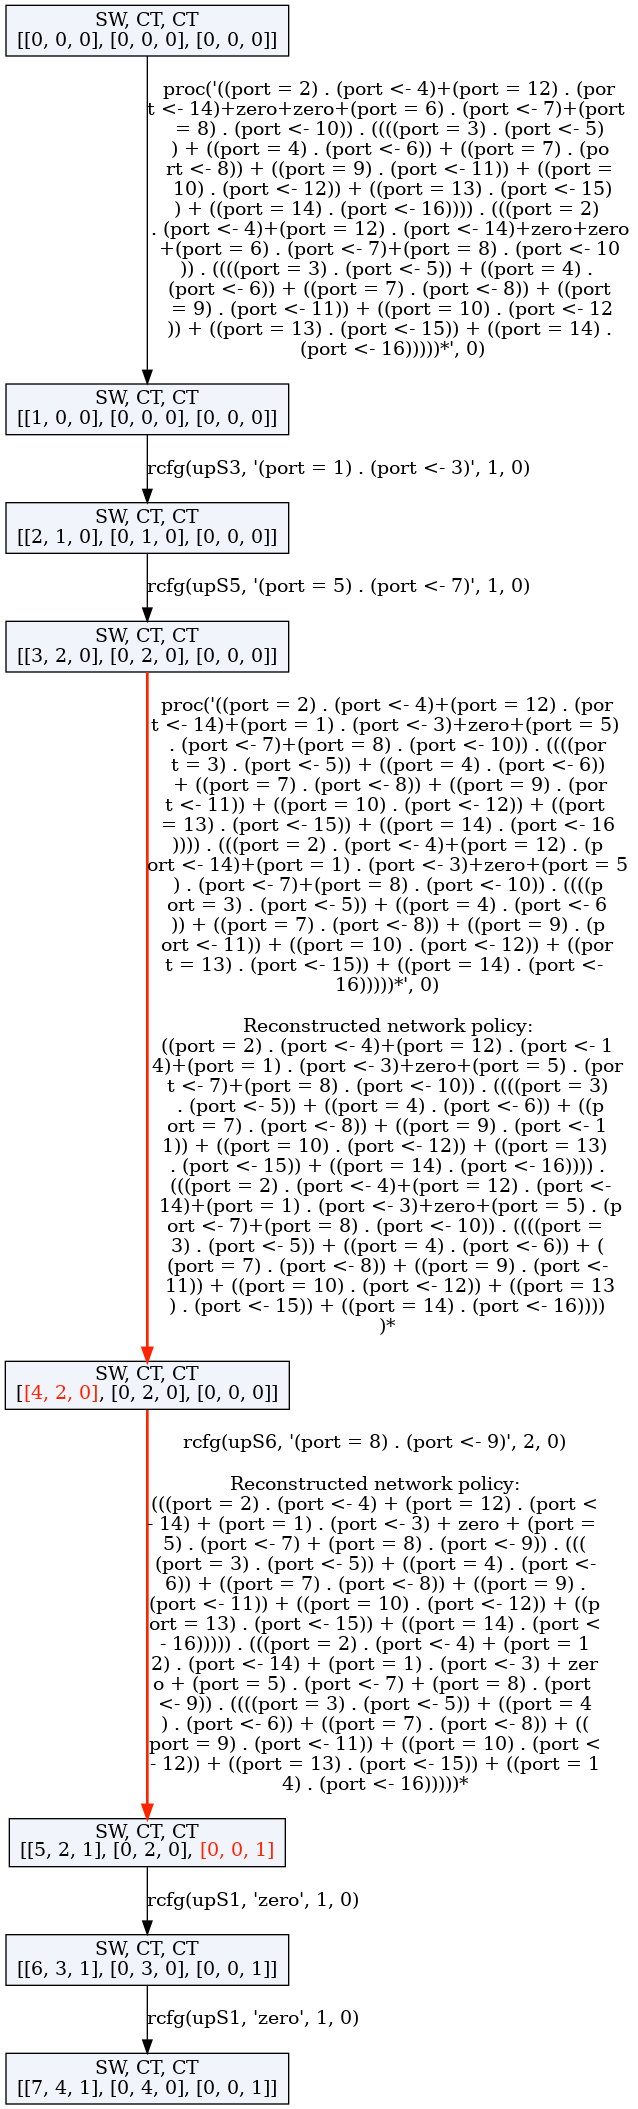 SW, CT, CT
[[0, 0, 0], [0, 0, 0], [0, 0, 0]]
proc('((port = 2) . (port <- 4)+(port = 12) . (por
t <- 14)+zero+zero+(port = 6) . (port <- 7)+(port
= 8) . (port <- 10)) . ((((port = 3) . (port <- 5)
) + ((port = 4) . (port <- 6)) + ((port = 7) . (po
rt <- 8)) + ((port = 9) . (port <- 11)) + ((port =
10) . (port <- 12)) + ((port = 13) . (port <- 15)
) + ((port = 14) . (port <- 16)))) . (((port = 2)
. (port <- 4)+(port = 12) . (port <- 14)+zero+zero
+(port = 6) . (port <- 7)+(port = 8) . (port <- 10
)) . ((((port = 3) . (port <- 5)) + ((port = 4) .
(port <- 6)) + ((port = 7) . (port <- 8)) + ((port
= 9) . (port <- 11)) + ((port = 10) . (port <- 12
)) + ((port = 13) . (port <- 15)) + ((port = 14) .
(port <- 16)))))*', 0)
SW, CT, CT
[[1, 0, 0], [0, 0, 0], [0, 0, 0]]
rcfg(upS3, '(port = 1) . (port <- 3)', 1, 0)
SW, CT, CT
[[2, 1, 0], [0, 1, 0], [0, 0, 0]]
rcfg(upS5, '(port = 5) . (port <- 7)', 1, 0)
SW, CT, CT
[[3, 2, 0], [0, 2, 0], [0, 0, 0]]
proc('((port = 2) . (port <- 4)+(port = 12) . (por
t <- 14)+(port = 1) . (port <- 3)+zero+(port = 5)
. (port <- 7)+(port = 8) . (port <- 10)) . ((((por
t = 3) . (port <- 5)) + ((port = 4) . (port <- 6))
+ ((port = 7) . (port <- 8)) + ((port = 9) . (por
t <- 11)) + ((port = 10) . (port <- 12)) + ((port
= 13) . (port <- 15)) + ((port = 14) . (port <- 16
)))) . (((port = 2) . (port <- 4)+(port = 12) . (p
ort <- 14)+(port = 1) . (port <- 3)+zero+(port = 5
) . (port <- 7)+(port = 8) . (port <- 10)) . ((((p
ort = 3) . (port <- 5)) + ((port = 4) . (port <- 6
)) + ((port = 7) . (port <- 8)) + ((port = 9) . (p
ort <- 11)) + ((port = 10) . (port <- 12)) + ((por
t = 13) . (port <- 15)) + ((port = 14) . (port <-
16)))))*', 0)
Reconstructed network policy:
((port = 2) . (port <- 4)+(port = 12) . (port <- 1
4)+(port = 1) . (port <- 3)+zero+(port = 5) . (por
t <- 7)+(port = 8) . (port <- 10)) . ((((port = 3)
. (port <- 5)) + ((port = 4) . (port <- 6)) + ((p
ort = 7) . (port <- 8)) + ((port = 9) . (port <- 1
1)) + ((port = 10) . (port <- 12)) + ((port = 13)
. (port <- 15)) + ((port = 14) . (port <- 16)))) .
(((port = 2) . (port <- 4)+(port = 12) . (port <-
14)+(port = 1) . (port <- 3)+zero+(port = 5) . (p
ort <- 7)+(port = 8) . (port <- 10)) . ((((port =
3) . (port <- 5)) + ((port = 4) . (port <- 6)) + (
(port = 7) . (port <- 8)) + ((port = 9) . (port <-
11)) + ((port = 10) . (port <- 12)) + ((port = 13
) . (port <- 15)) + ((port = 14) . (port <- 16))))
)*
SW, CT, CT
[[4, 2, 0], [0, 2, 0], [0, 0, 0]]
rcfg(upS6, '(port = 8) . (port <- 9)', 2, 0)
Reconstructed network policy:
(((port = 2) . (port <- 4) + (port = 12) . (port <
- 14) + (port = 1) . (port <- 3) + zero + (port =
5) . (port <- 7) + (port = 8) . (port <- 9)) . (((
(port = 3) . (port <- 5)) + ((port = 4) . (port <-
6)) + ((port = 7) . (port <- 8)) + ((port = 9) .
(port <- 11)) + ((port = 10) . (port <- 12)) + ((p
ort = 13) . (port <- 15)) + ((port = 14) . (port <
- 16))))) . (((port = 2) . (port <- 4) + (port = 1
2) . (port <- 14) + (port = 1) . (port <- 3) + zer
o + (port = 5) . (port <- 7) + (port = 8) . (port
<- 9)) . ((((port = 3) . (port <- 5)) + ((port = 4
) . (port <- 6)) + ((port = 7) . (port <- 8)) + ((
port = 9) . (port <- 11)) + ((port = 10) . (port <
- 12)) + ((port = 13) . (port <- 15)) + ((port = 1
4) . (port <- 16)))))*
SW, CT, CT
[[5, 2, 1], [0, 2, 0], [0, 0, 1]]
rcfg(upS1, 'zero', 1, 0)
SW, CT, CT
[[6, 3, 1], [0, 3, 0], [0, 0, 1]]
rcfg(upS1, 'zero', 1, 0)
SW, CT, CT
[[7, 4, 1], [0, 4, 0], [0, 0, 1]]